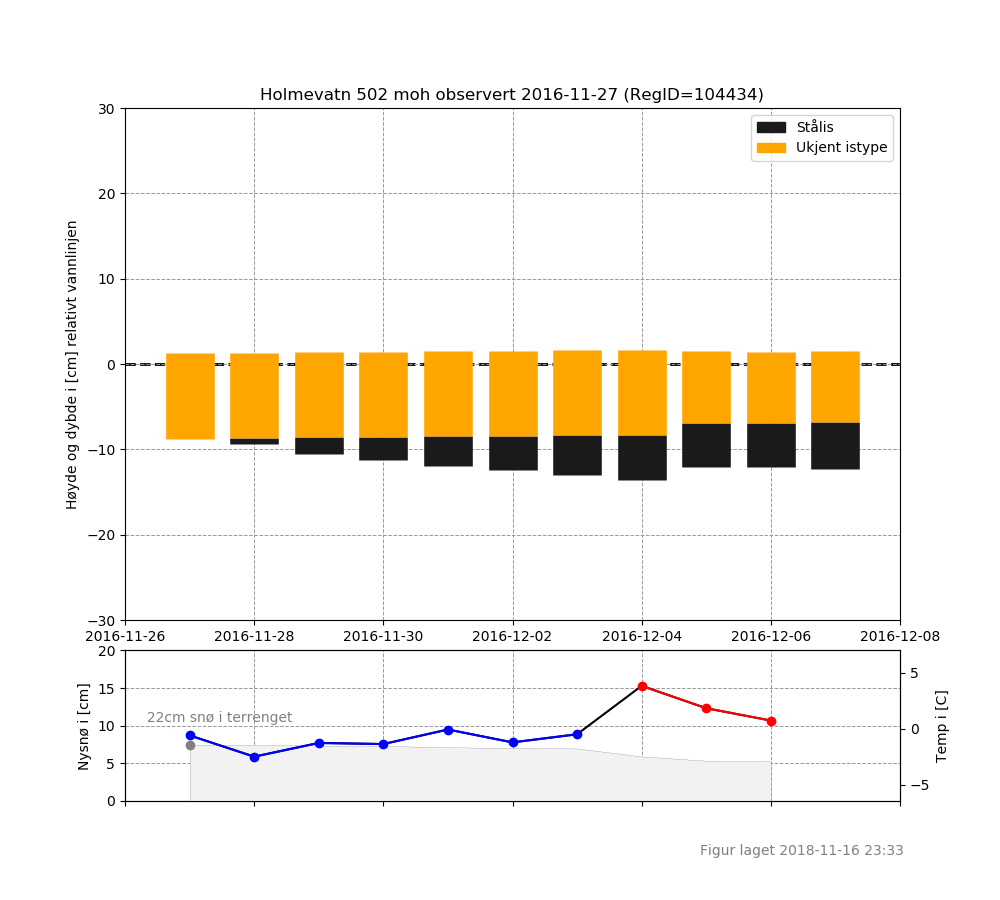 Holmevatn 502 moh observert 2016-11-27 (RegID=104434)
Stålis
Ukjent istype
Høyde og dybde i [cm] relativt vannlinjen
30
20
10
0
−10
−20
−30
2016-11-26 2016-11-28 2016-11-30 2016-12-02 2016-12-04 2016-12-06 2016-12-08
Nysnø i [cm]
20
15
10
5
0
22cm snø i terrenget
5
0
−5
Temp i [C]
Figur laget 2018-11-16 23:33